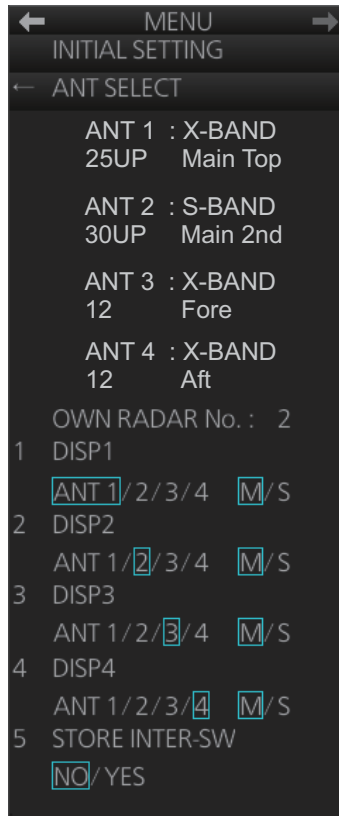 ← MENU →
INITIAL SETTING
← ANT SELECT
ANT 1 : X-BAND
25UP Main Top
ANT 2 : S-BAND
30UP Main 2nd
ANT 3 : X-BAND
12 Fore
ANT 4 : X-BAND
12 Aft
OWN RADAR No. : 2
1 DISP1
ANT 1/2/3/4 M/S
2 DISP2
ANT 1/2/3/4 M/S
3 DISP3
ANT 1/2/3/4 M/S
4 DISP4
ANT 1/2/3/4 M/S
5 STORE INTER-SW
NO/YES